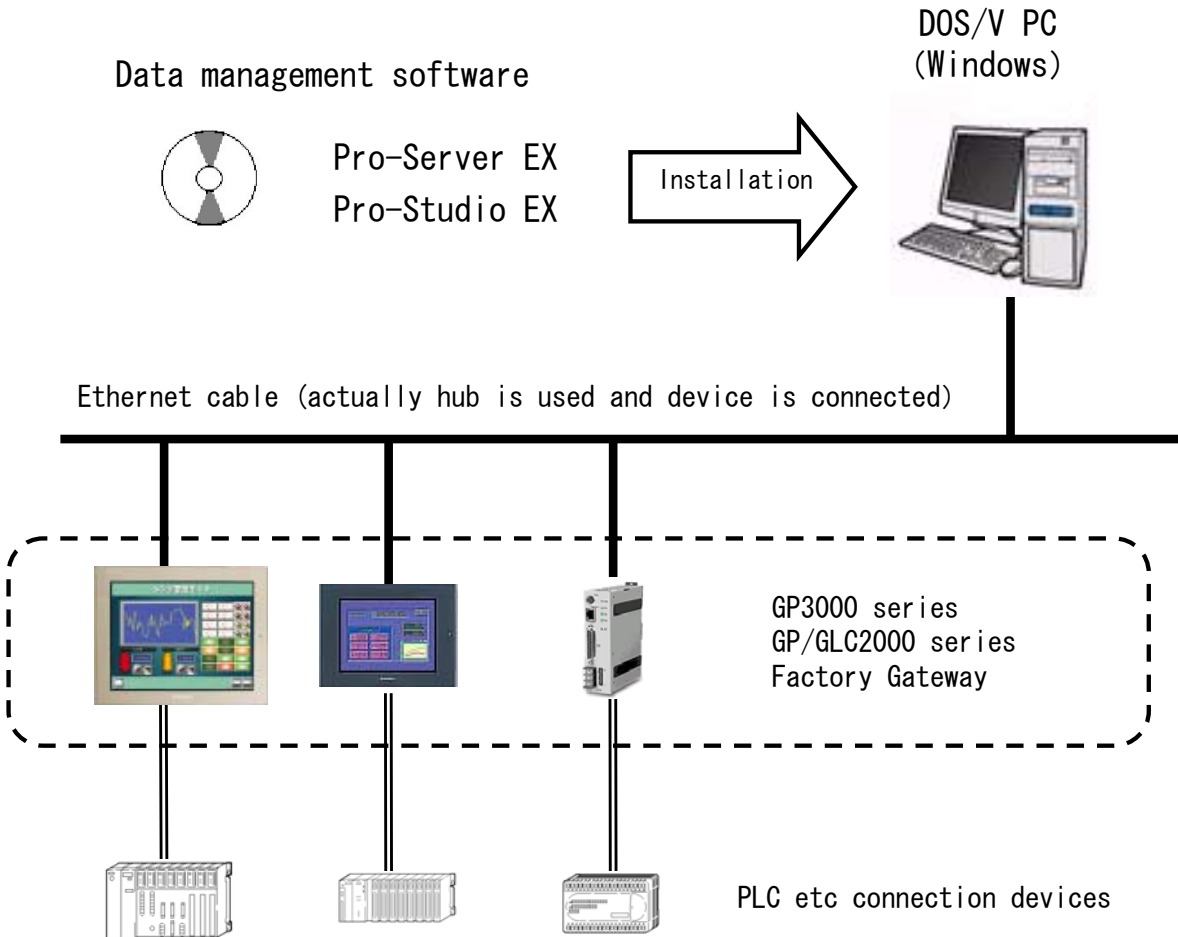 DOS/V PC
(Windows)
Data management software
Pro-Server EX
Pro-Studio EX
Installation
Ethernet cable (actually hub is used and device is connected)
GP3000 series
GP/GLC2000 series
Factory Gateway
PLC etc connection devices